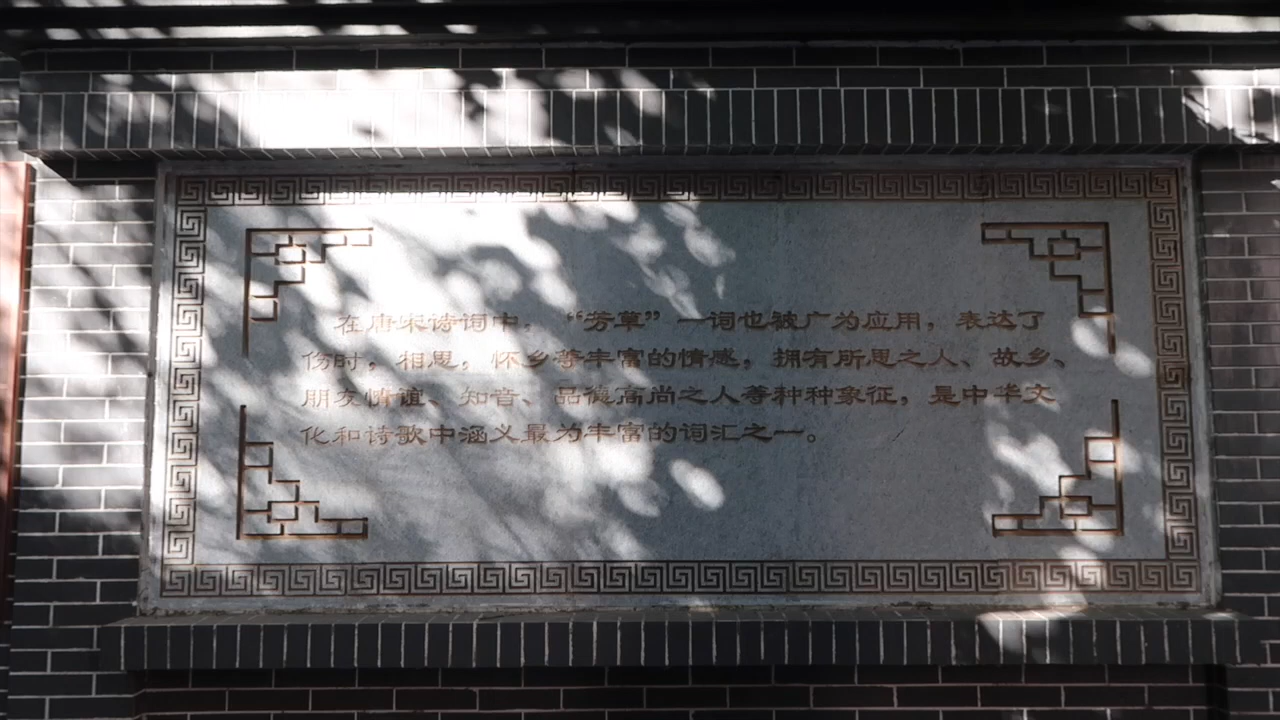 在唐宋诗词中，“芳草”一词也被广为应用，表达了
伤时，相思，怀乡等丰富的情感，拥有所思之人、故乡、
朋友情谊、知音、品德高尚之人等种种象征，是中华文
化和诗歌中涵义最为丰富的词汇之一。